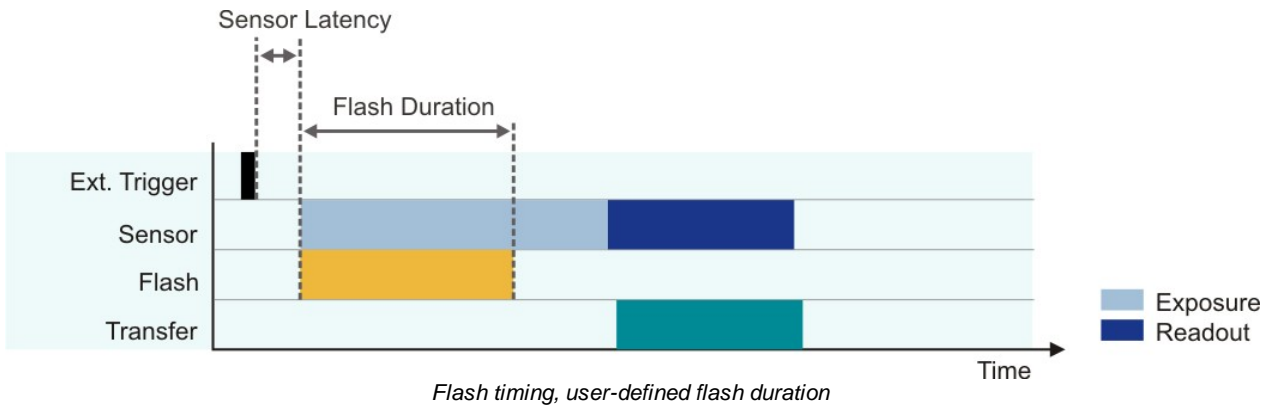 Sensor Latency
Flash Duration
Ext. Trigger
Sensor
Flash
Transfer
Exposure
Readout
Time
Flash timing, user-defined flash duration